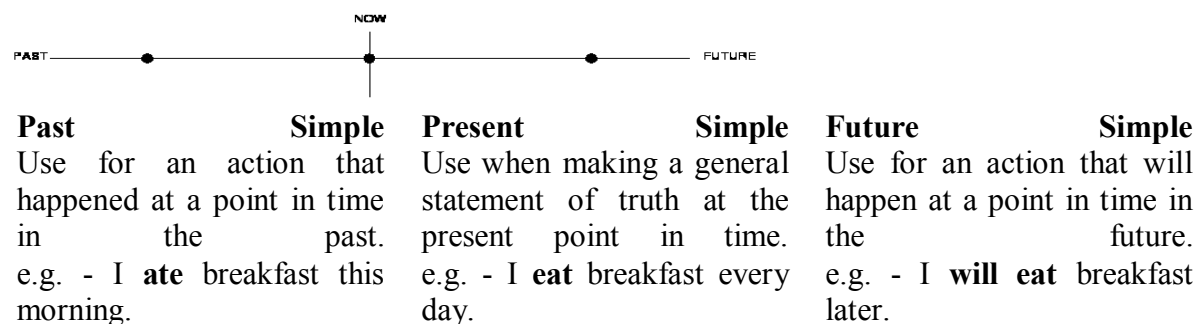 NOW
PAST FUTURE
Past Simple
Use for an action that
happened at a point in time
in the past.
e.g. - I ate breakfast this
morning.
Present Simple
Use when making a general
statement of truth at the
present point in time.
e.g. - I eat breakfast every
day.
Future Simple
Use for an action that will
happen at a point in time in
the future.
e.g. - I will eat breakfast
later.